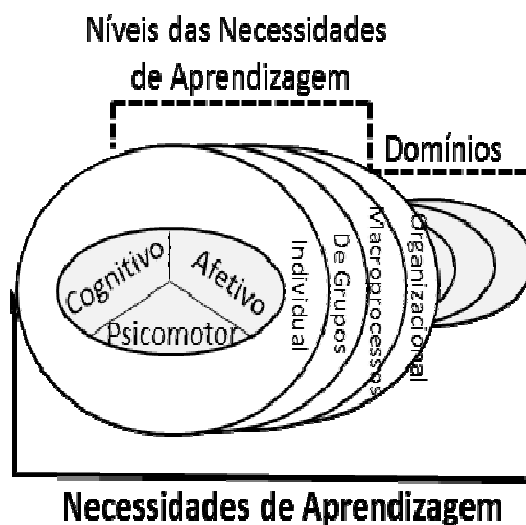 Níveis das Necessidades
de Aprendizagem
Domínios
Cognitivo
Afetivo
Psicomotor
Individual
De Grupos
Macroprocessos
Organizacional
Necessidades de Aprendizagem